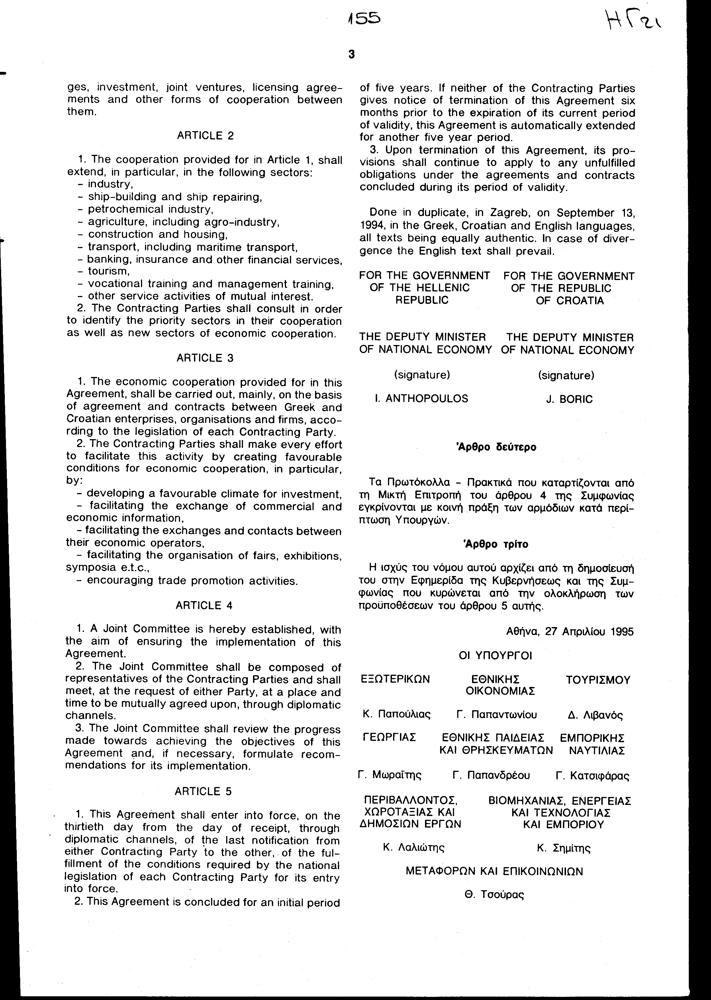 155
ΗΓ21
3
ges, investment, joint ventures, licensing agree-
ments and other forms of cooperation between
them.
ARTICLE 2
1. The cooperation provided for in Article 1, shall
extend, in particular, in the following sectors:
- industry,
- ship-building and ship repairing,
- petrochemical industry,
- agriculture, including agro-industry,
- construction and housing,
- transport, including maritime transport,
- banking, insurance and other financial services,
- tourism,
- vocational training and management training,
- other service activities of mutual interest.
2. The Contracting Parties shall consult in order
to identify the priority sectors in their cooperation
as well as new sectors of economic cooperation.
ARTICLE 3
1. The economic cooperation provided for in this
Agreement, shall be carried out, mainly, on the basis
of agreement and contracts between Greek and
Croatian enterprises, organisations and firms, acco-
rding to the legislation of each Contracting Party.
2. The Contracting Parties shall make every effort
to facilitate this activity by creating favourable
conditions for economic cooperation, in particular,
by:
- developing a favourable climate for investment,
- facilitating the exchange of commercial and
economic information,
- facilitating the exchanges and contacts between
their economic operators,
- facilitating the organisation of fairs, exhibitions,
symposia e.t.c.,
- encouraging trade promotion activities.
ARTICLE 4
1. A Joint Committee is hereby established, with
the aim of ensuring the implementation of this
Agreement.
2. The Joint Committee shall be composed of
representatives of the Contracting Parties and shall
meet, at the request of either Party, at a place and
time to be mutually agreed upon, through diplomatic
channels.
3. The Joint Committee shall review the progress
made towards achieving the objectives of this
Agreement and, if necessary, formulate recom-
mendations for its implementation.
ARTICLE 5
1. This Agreement shall enter into force, on the
thirtieth day from the day of receipt, through
diplomatic channels, of the last notification from
either Contracting Party to the other, of the ful-
fillment of the conditions required by the national
legislation of each Contracting Party for its entry
into force.
2. This Agreement is concluded for an initial period
of five years. If neither of the Contracting Parties
gives notice of termination of this Agreement six
months prior to the expiration of its current period
of validity, this Agreement is automatically extended
for another five year period.
3. Upon termination of this Agreement, its pro-
visions shall continue to apply to any unfulfilled
obligations under the agreements and contracts
concluded during its period of validity.
Done in duplicate, in Zagreb, on September 13,
1994, in the Greek, Croatian and English languages,
all texts being equally authentic. In case of diver-
gence the English text shall prevail.
FOR THE GOVERNMENT FOR THE GOVERNMENT
OF THE HELLENIC OF THE REPUBLIC
REPUBLIC OF CROATIA
THE DEPUTY MINISTER THE DEPUTY MINISTER
OF NATIONAL ECONOMY OF NATIONAL ECONOMY
(signature) (signature)
I. ANTHOPOULOS J. BORIC
Άρθρο δεύτερο
Τα Πρωτόκολλα - Πρακτικά που καταρτίζονται από
τη Μικτή Επιτροπή του άρθρου 4 της Συμφωνίας
εγκρίνονται με κοινή πράξη των αρμόδιων κατά περί-
πτωση Υπουργών.
Άρθρο τρίτο
Η ισχύς του νόμου αυτού αρχίζει από τη δημοσίευσή
του στην Εφημερίδα της Κυβερνήσεως και της Συμ-
φωνίας που κυρώνεται από την ολοκλήρωση των
προϋποθέσεων του άρθρου 5 αυτής.
Αθήνα, 27 Απριλίου 1995
ΟΙ ΥΠΟΥΡΓΟΙ
ΕΞΩΤΕΡΙΚΩΝ ΕΘΝΙΚΗΣ ΤΟΥΡΙΣΜΟΥ
ΟΙΚΟΝΟΜΙΑΣ
Κ. Παπούλιας Γ. Παπαντωνίου Δ. Λιβανός
ΓΕΩΡΓΙΑΣ ΕΘΝΙΚΗΣ ΠΑΙΔΕΙΑΣ ΕΜΠΟΡΙΚΗΣ
ΚΑΙ ΘΡΗΣΚΕΥΜΑΤΩΝ ΝΑΥΤΙΛΙΑΣ
Γ. Μωραΐτης Γ. Παπανδρέου Γ. Κατσιφάρας
ΠΕΡΙΒΑΛΛΟΝΤΟΣ, ΒΙΟΜΗΧΑΝΙΑΣ, ΕΝΕΡΓΕΙΑΣ
ΧΩΡΟΤΑΞΙΑΣ ΚΑΙ ΚΑΙ ΤΕΧΝΟΛΟΓΙΑΣ
ΔΗΜΟΣΙΩΝ ΕΡΓΩΝ ΚΑΙ ΕΜΠΟΡΙΟΥ
Κ. Λαλιώτης Κ. Σημίτης
ΜΕΤΑΦΟΡΩΝ ΚΑΙ ΕΠΙΚΟΙΝΩΝΙΩΝ
Θ. Τσούρας